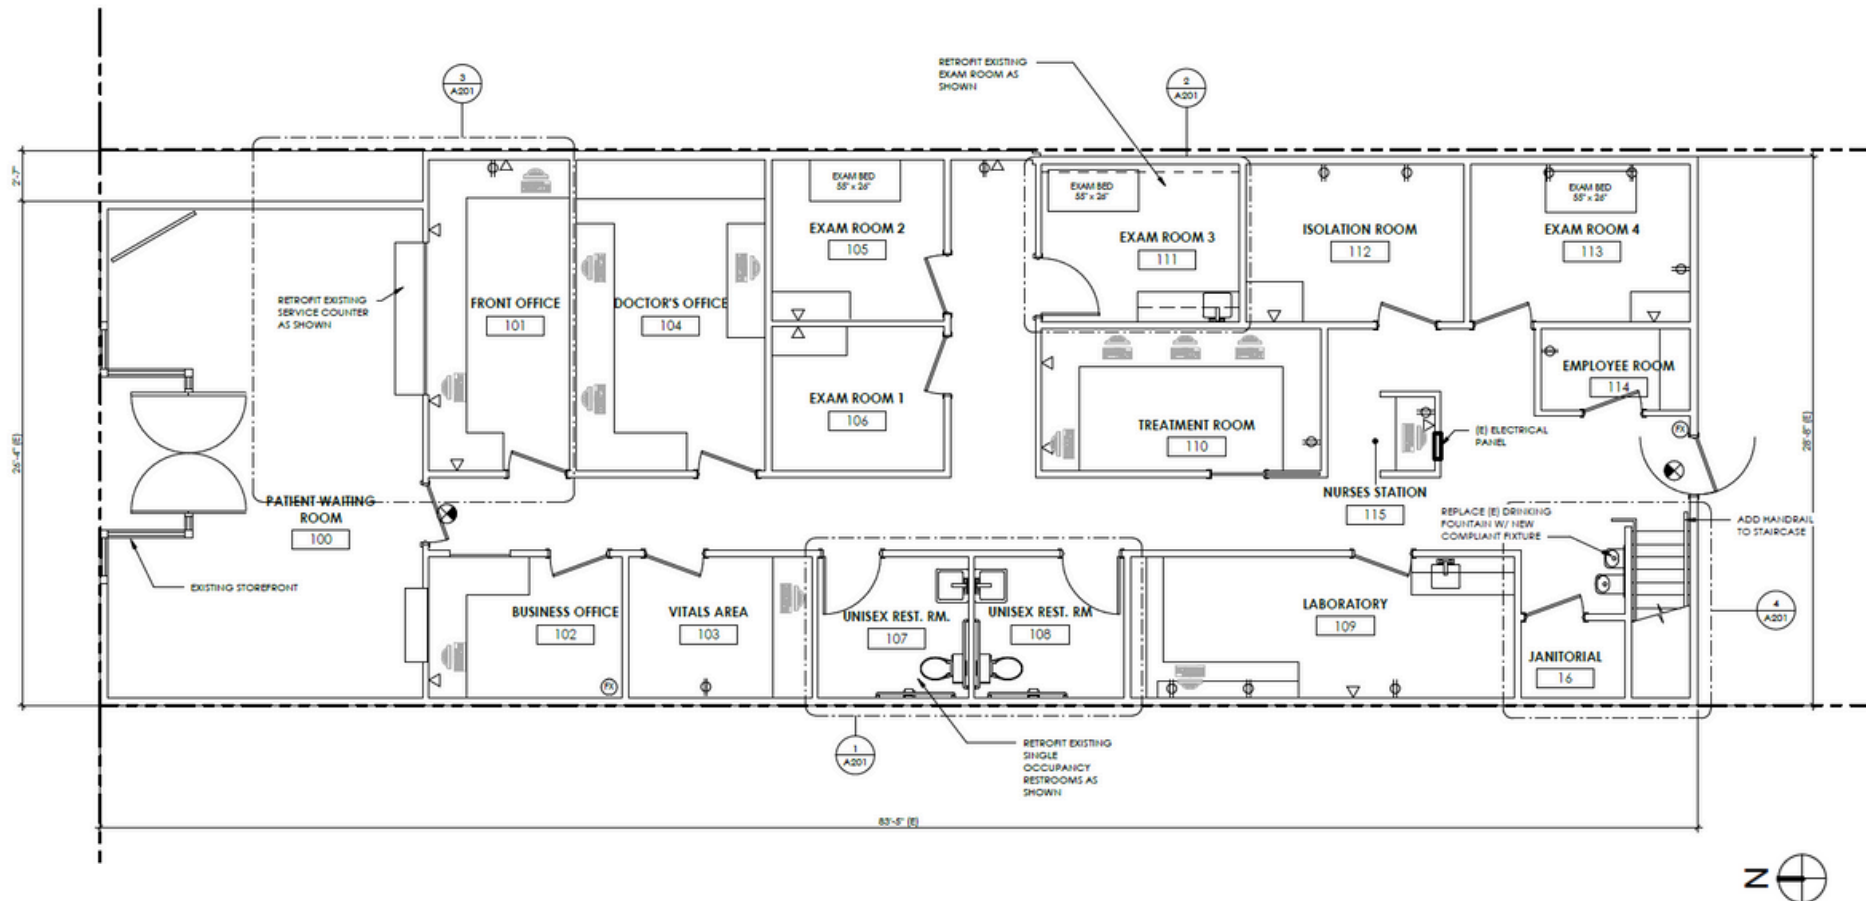 3
A201
RETROFIT EXISTING
EXAM ROOM AS
SHOWN
2
A201
2'-7"
26'-4" (E)
RETROFIT EXISTING
SERVICE COUNTER
AS SHOWN
FRONT OFFICE
101
DOCTOR'S OFFICE
104
EXAM BED
55" x 26"
EXAM ROOM 2
105
EXAM ROOM 1
106
EXAM BED
55" x 26"
EXAM ROOM 3
111
ISOLATION ROOM
112
EXAM BED
55" x 26"
EXAM ROOM 4
113
EMPLOYEE ROOM
114
TREATMENT ROOM
110
(E) ELECTRICAL
PANEL
FX
28'-8" (E)
PATIENT WAITING
ROOM
100
NURSES STATION
115
REPLACE (E) DRINKING
FOUNTAIN W/ NEW
COMPLIANT FIXTURE
ADD HANDRAIL
TO STAIRCASE
EXISTING STOREFRONT
BUSINESS OFFICE
102
FX
VITALS AREA
103
UNISEX REST. RM.
107
UNISEX REST. RM
108
LABORATORY
109
JANITORIAL
16
4
A201
1
A201
RETROFIT EXISTING
SINGLE
OCCUPANCY
RESTROOMS AS
SHOWN
83'-5" (E)
N